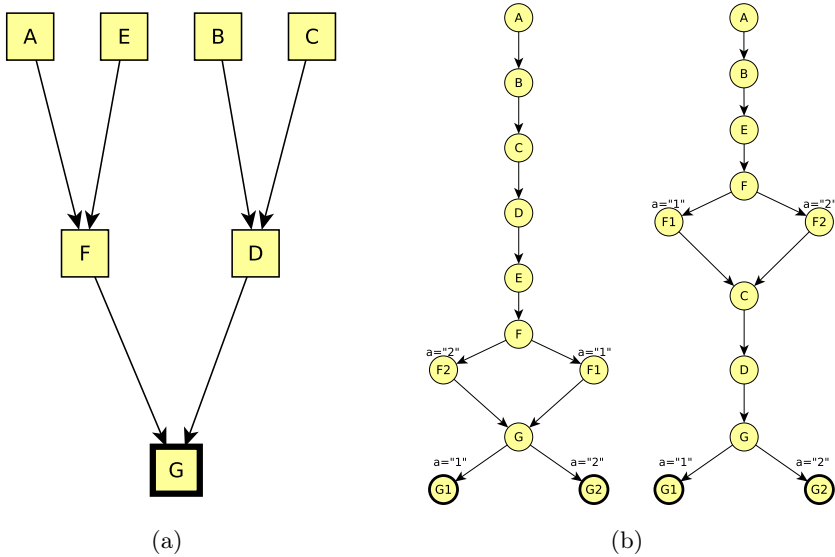 A E B C
F D
G
(a)
A
B
C
D
E
F
a="2" a="1"
F2 F1
G
a="1" a="2"
G1 G2
A
B
E
F
a="1" a="2"
F1 F2
C
D
G
a="1" a="2"
G1 G2
(b)